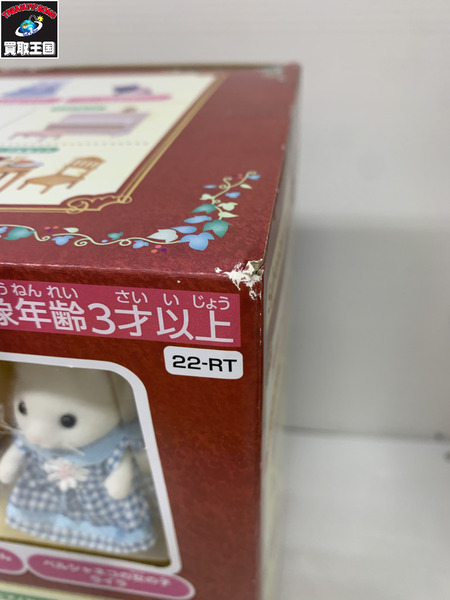 TREASURE KINGDOM
買取王国
うねんれい さいいじょう
象年齢3才以上
22-RT
ペルシャネコの女の子
ライラ